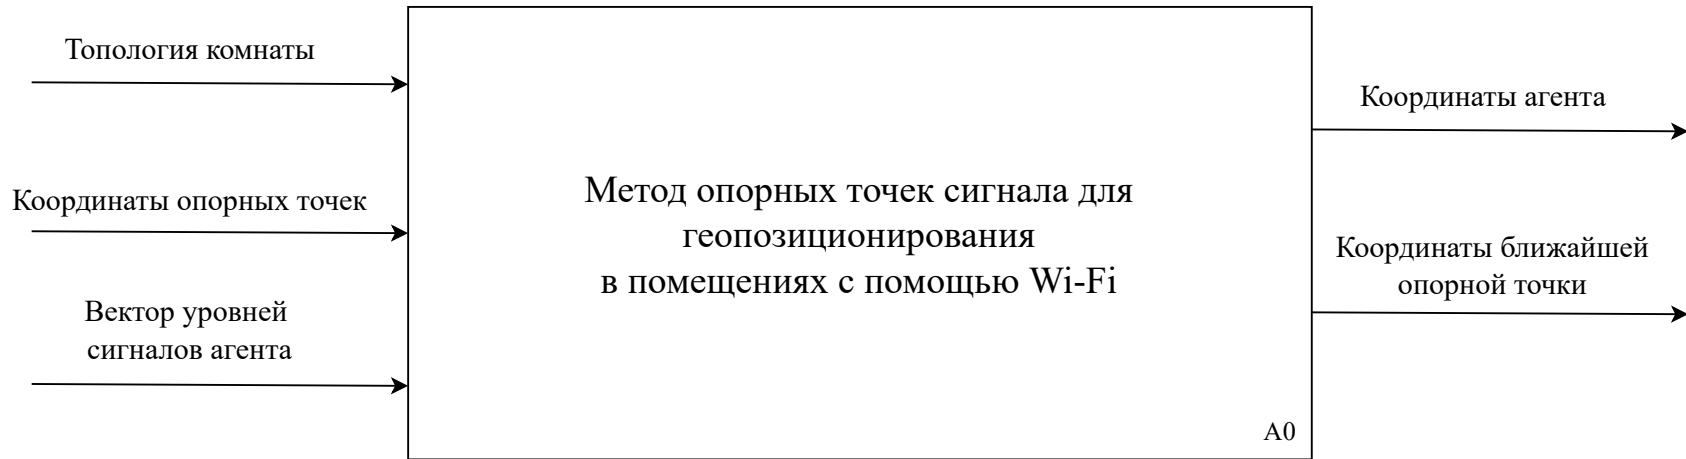 Топология комнаты
Координаты опорных точек
Вектор уровней
сигналов агента
Метод опорных точек сигнала для
геопозиционирования
в помещениях с помощью Wi-Fi
A0
Координаты агента
Координаты ближайшей
опорной точки